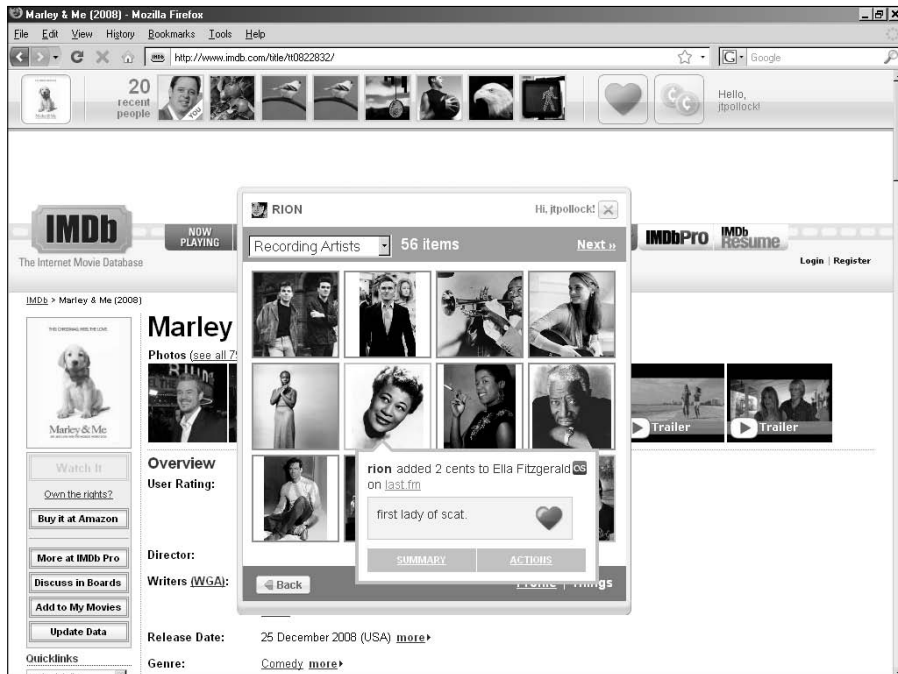 Marley & Me (2008) - Mozilla Firefox
File Edit View History Bookmarks Tools Help
http://www.imdb.com/title/tt0822832/
G Google
20
recent
people
YOU
CC
Hello,
jtpollock!
RION
Hi, jtpollock!
IMDb
NOW
PLAYING
IMDbPro
IMDb
Resume
The Internet Movie Database
Login | Register
Recording Artists
56 items
Next »
IMDb > Marley & Me (2008)
Marley
Photos (see all 79
Marley & Me
Trailer
Trailer
Watch It
Own the rights?
Buy it at Amazon
More at IMDb Pro
Discuss in Boards
Add to My Movies
Update Data
Quicklinks
Overview
User Rating:
Director:
Writers (WGA):
rion added 2 cents to Ella Fitzgerald
on last.fm
first lady of scat.
SUMMARY
ACTIONS
Back
Profile | Things
Release Date:
25 December 2008 (USA) more
Genre:
Comedy more